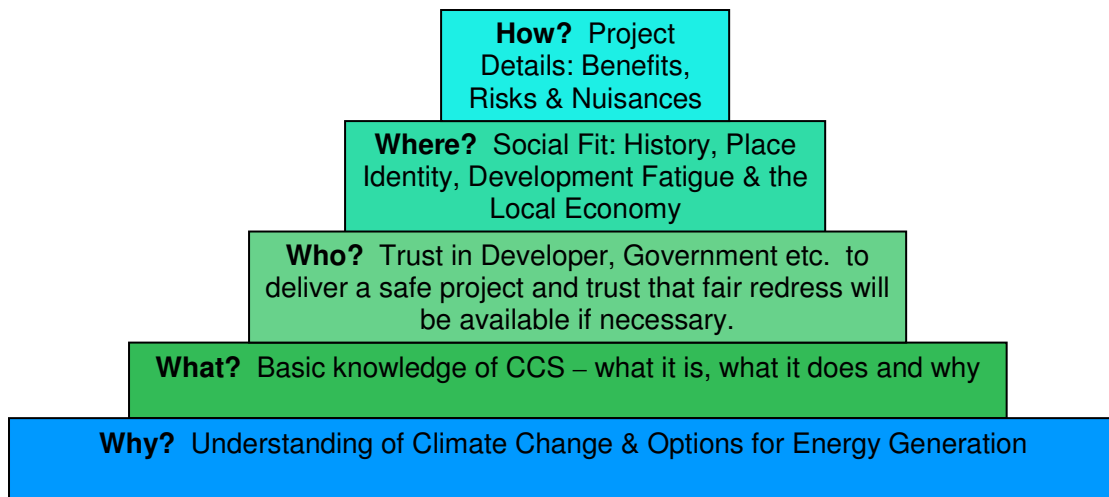 How? Project
Details: Benefits,
Risks & Nuisances
Where? Social Fit: History, Place
Identity, Development Fatigue & the
Local Economy
Who? Trust in Developer, Government etc. to
deliver a safe project and trust that fair redress will
be available if necessary.
What? Basic knowledge of CCS – what it is, what it does and why
Why? Understanding of Climate Change & Options for Energy Generation